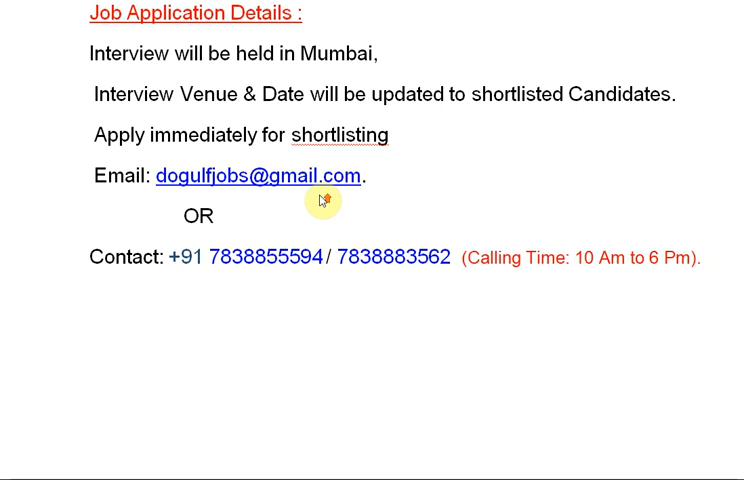 Job Application Details :
Interview will be held in Mumbai,
Interview Venue & Date will be updated to shortlisted Candidates.
Apply immediately for shortlisting
Email: dogulfjobs@gmail.com.
OR
Contact: +91 7838855594/ 7838883562 (Calling Time: 10 Am to 6 Pm).